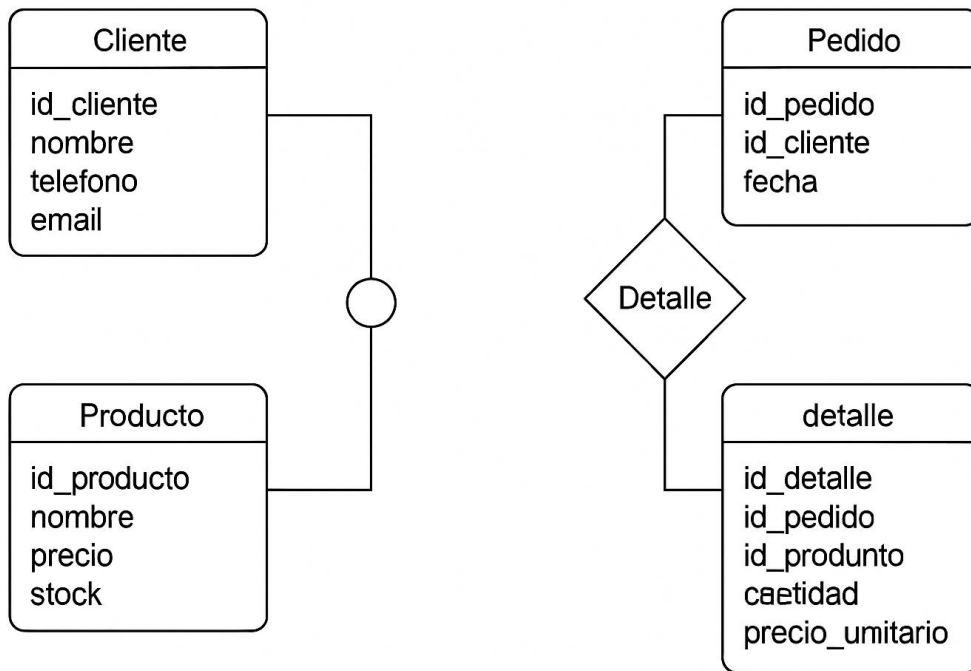 Cliente
id_cliente
nombre
telefono
email
Pedido
id_pedido
id_cliente
fecha
Detalle
Producto
id_producto
nombre
precio
stock
detalle
id_detalle
id_pedido
id_produnto
caetidad
precio_umitario